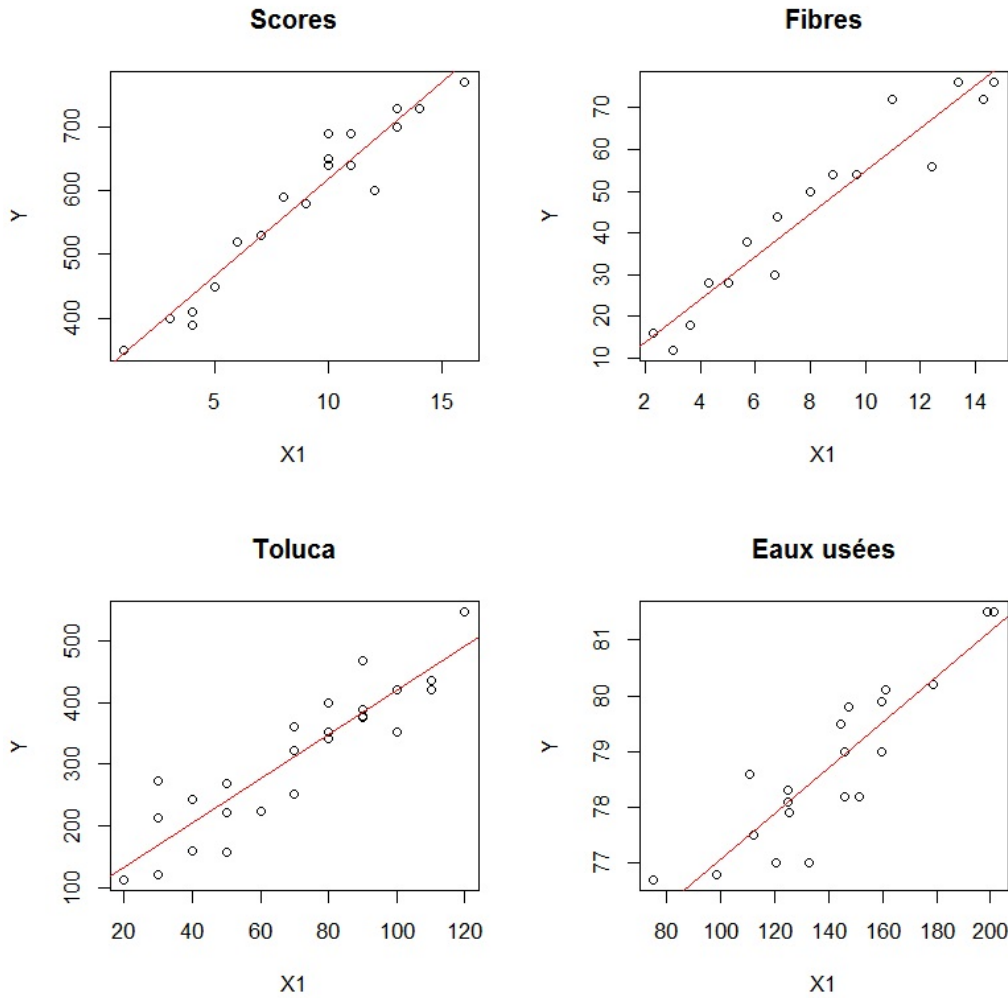 Scores
Y
400 500 600 700
5 10 15
X1
Fibres
Y
10 20 30 40 50 60 70
2 4 6 8 10 12 14
X1
Toluca
Y
100 200 300 400 500
20 40 60 80 100 120
X1
Eaux usées
Y
77 78 79 80 81
80 100 120 140 160 180 200
X1